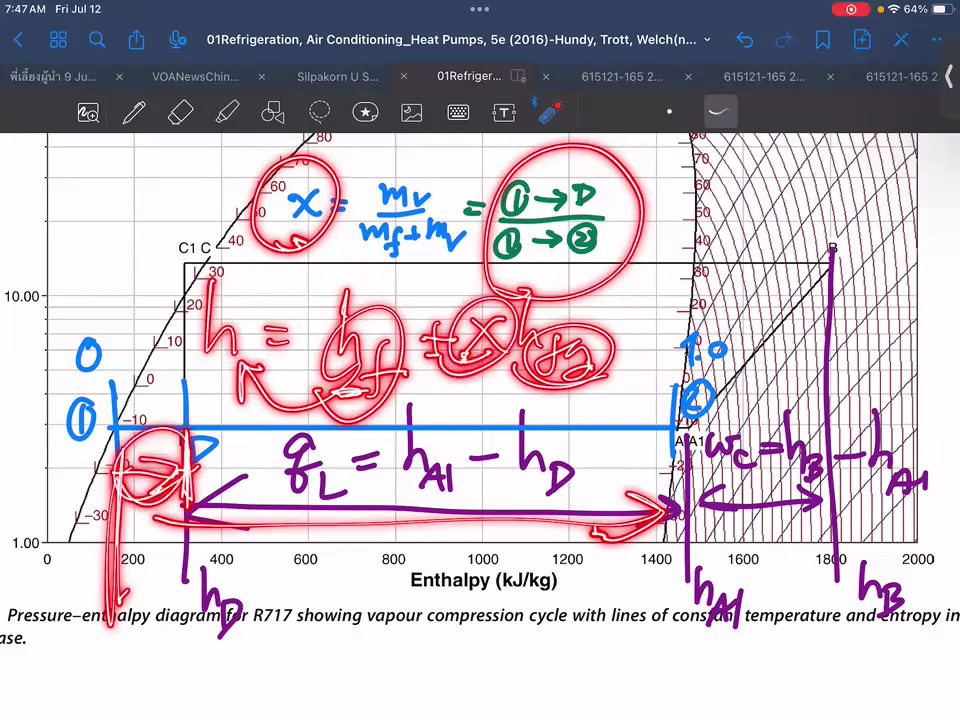 7:47 AM Fri Jul 12
64%
01Refrigeration, Air Conditioning_Heat Pumps, 5e (2016)-Hundy, Trott, Welch(n...
พี่เลี้ยงผู้นำ 9 Ju...
VOANewsChin...
Silpakorn U S...
01Refriger...
615121-165 2...
615121-165 2...
615121-165 2
80
70
60
50
40
30
20
10
0
-10
-30
80
70
60
50
40
30
20
x = mv / mf+mv = ①→D / ①→②
C1 C
B
10.00
h = hf + x hfg
0
1.0
①
②
D
A A1
qL = hA1 - hD
wc = hB - hA1
1.00
0 200 400 600 800 1000 1200 1400 1600 1800 2000
Enthalpy (kJ/kg)
hD
hA1
hB
Pressure–enthalpy diagram for R717 showing vapour compression cycle with lines of constant temperature and entropy in
ase.